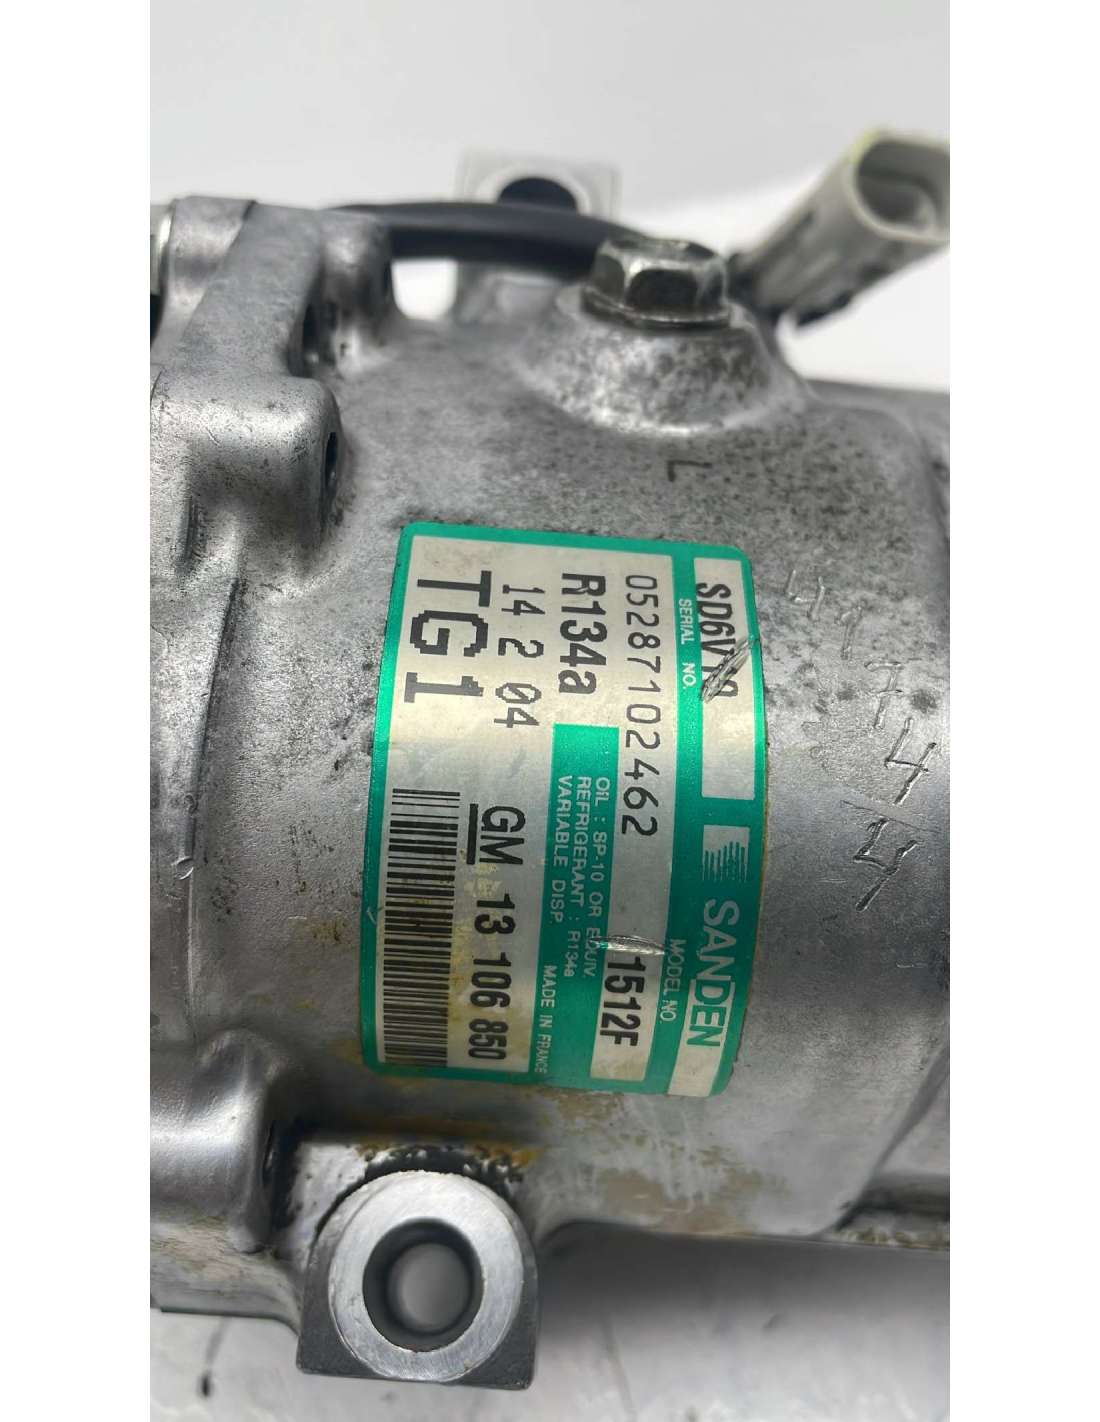 SD6V12
SANDEN
SERIAL NO.
MODEL NO.
05287102462
1512F
R134a
OIL : SP-10 OR EQUIV.
REFRIGERANT : R134a
VARIABLE DISP.
14 2 04
MADE IN FRANCE
TG1
GM 13 106 850
L